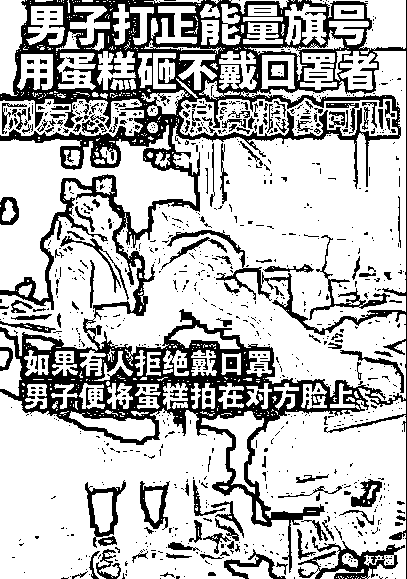 男子打正能量旗号
用蛋糕砸不戴口罩者
网友怒斥：浪费粮食可耻
如果有人拒绝戴口罩
男子便将蛋糕拍在对方脸上